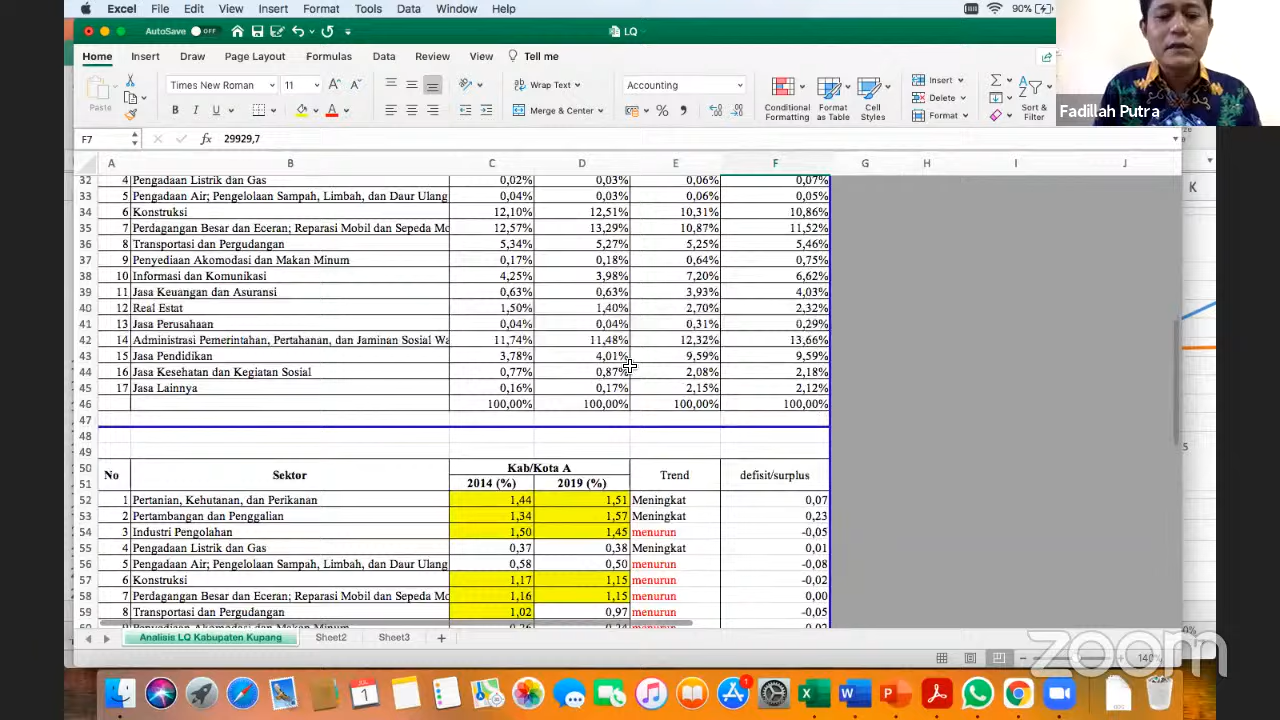 Excel File Edit View Insert Format Tools Data Window Help 90%
AutoSave OFF LQ
Home Insert Draw Page Layout Formulas Data Review View Tell me
Fadillah Putra
Paste Times New Roman 11 Wrap Text Accounting Conditional Formatting Format as Table Cell Styles Insert Sort & Filter
B I U A Merge & Center % Delete Format
F7 fx 29929,7
A B C D E F G H I J K
32 4 Pengadaan Listrik dan Gas 0,02% 0,03% 0,06% 0,07%
33 5 Pengadaan Air; Pengelolaan Sampah, Limbah, dan Daur Ulang 0,04% 0,03% 0,06% 0,05%
34 6 Konstruksi 12,10% 12,51% 10,31% 10,86%
35 7 Perdagangan Besar dan Eceran; Reparasi Mobil dan Sepeda Mo 12,57% 13,29% 10,87% 11,52%
36 8 Transportasi dan Pergudangan 5,34% 5,27% 5,25% 5,46%
37 9 Penyediaan Akomodasi dan Makan Minum 0,17% 0,18% 0,64% 0,75%
38 10 Informasi dan Komunikasi 4,25% 3,98% 7,20% 6,62%
39 11 Jasa Keuangan dan Asuransi 0,63% 0,63% 3,93% 4,03%
40 12 Real Estat 1,50% 1,40% 2,70% 2,32%
41 13 Jasa Perusahaan 0,04% 0,04% 0,31% 0,29%
42 14 Administrasi Pemerintahan, Pertahanan, dan Jaminan Sosial Wa 11,74% 11,48% 12,32% 13,66%
43 15 Jasa Pendidikan 3,78% 4,01% 9,59% 9,59%
44 16 Jasa Kesehatan dan Kegiatan Sosial 0,77% 0,87% 2,08% 2,18%
45 17 Jasa Lainnya 0,16% 0,17% 2,15% 2,12%
46 100,00% 100,00% 100,00% 100,00%
47
48
49
50 No Sektor Kab/Kota A Trend defisit/surplus
51 2014 (%) 2019 (%)
52 1 Pertanian, Kehutanan, dan Perikanan 1,44 1,51 Meningkat 0,07
53 2 Pertambangan dan Penggalian 1,34 1,57 Meningkat 0,23
54 3 Industri Pengolahan 1,50 1,45 menurun -0,05
55 4 Pengadaan Listrik dan Gas 0,37 0,38 Meningkat 0,01
56 5 Pengadaan Air; Pengelolaan Sampah, Limbah, dan Daur Ulang 0,58 0,50 menurun -0,08
57 6 Konstruksi 1,17 1,15 menurun -0,02
58 7 Perdagangan Besar dan Eceran; Reparasi Mobil dan Sepeda Mo 1,16 1,15 menurun 0,00
59 8 Transportasi dan Pergudangan 1,02 0,97 menurun -0,05
Analisis LQ Kabupaten Kupang Sheet2 Sheet3 +
140%
zoom